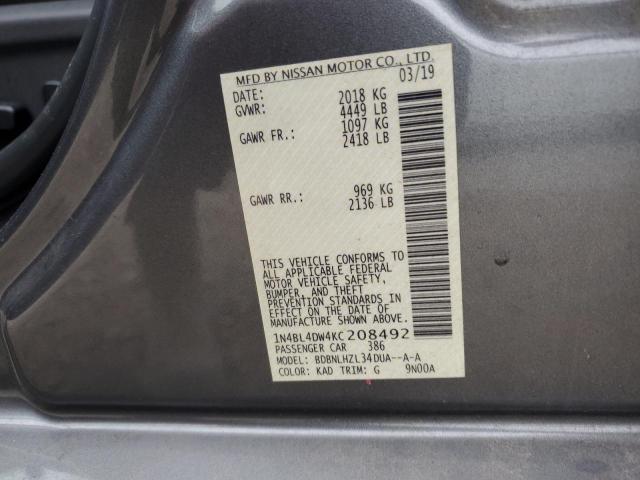 MFD BY NISSAN MOTOR CO., LTD.
03/19
DATE:
GVWR: 2018 KG
4449 LB
GAWR FR.: 1097 KG
2418 LB
GAWR RR.: 969 KG
2136 LB
THIS VEHICLE CONFORMS TO
ALL APPLICABLE FEDERAL
MOTOR VEHICLE SAFETY,
BUMPER, AND THEFT
PREVENTION STANDARDS IN
EFFECT ON THE DATE OF
MANUFACTURE SHOWN ABOVE.
1N4BL4DW4KC208492
PASSENGER CAR 386
MODEL: BDBNLHZL34DUA--A-A
COLOR: KAD TRIM: G 9N00A